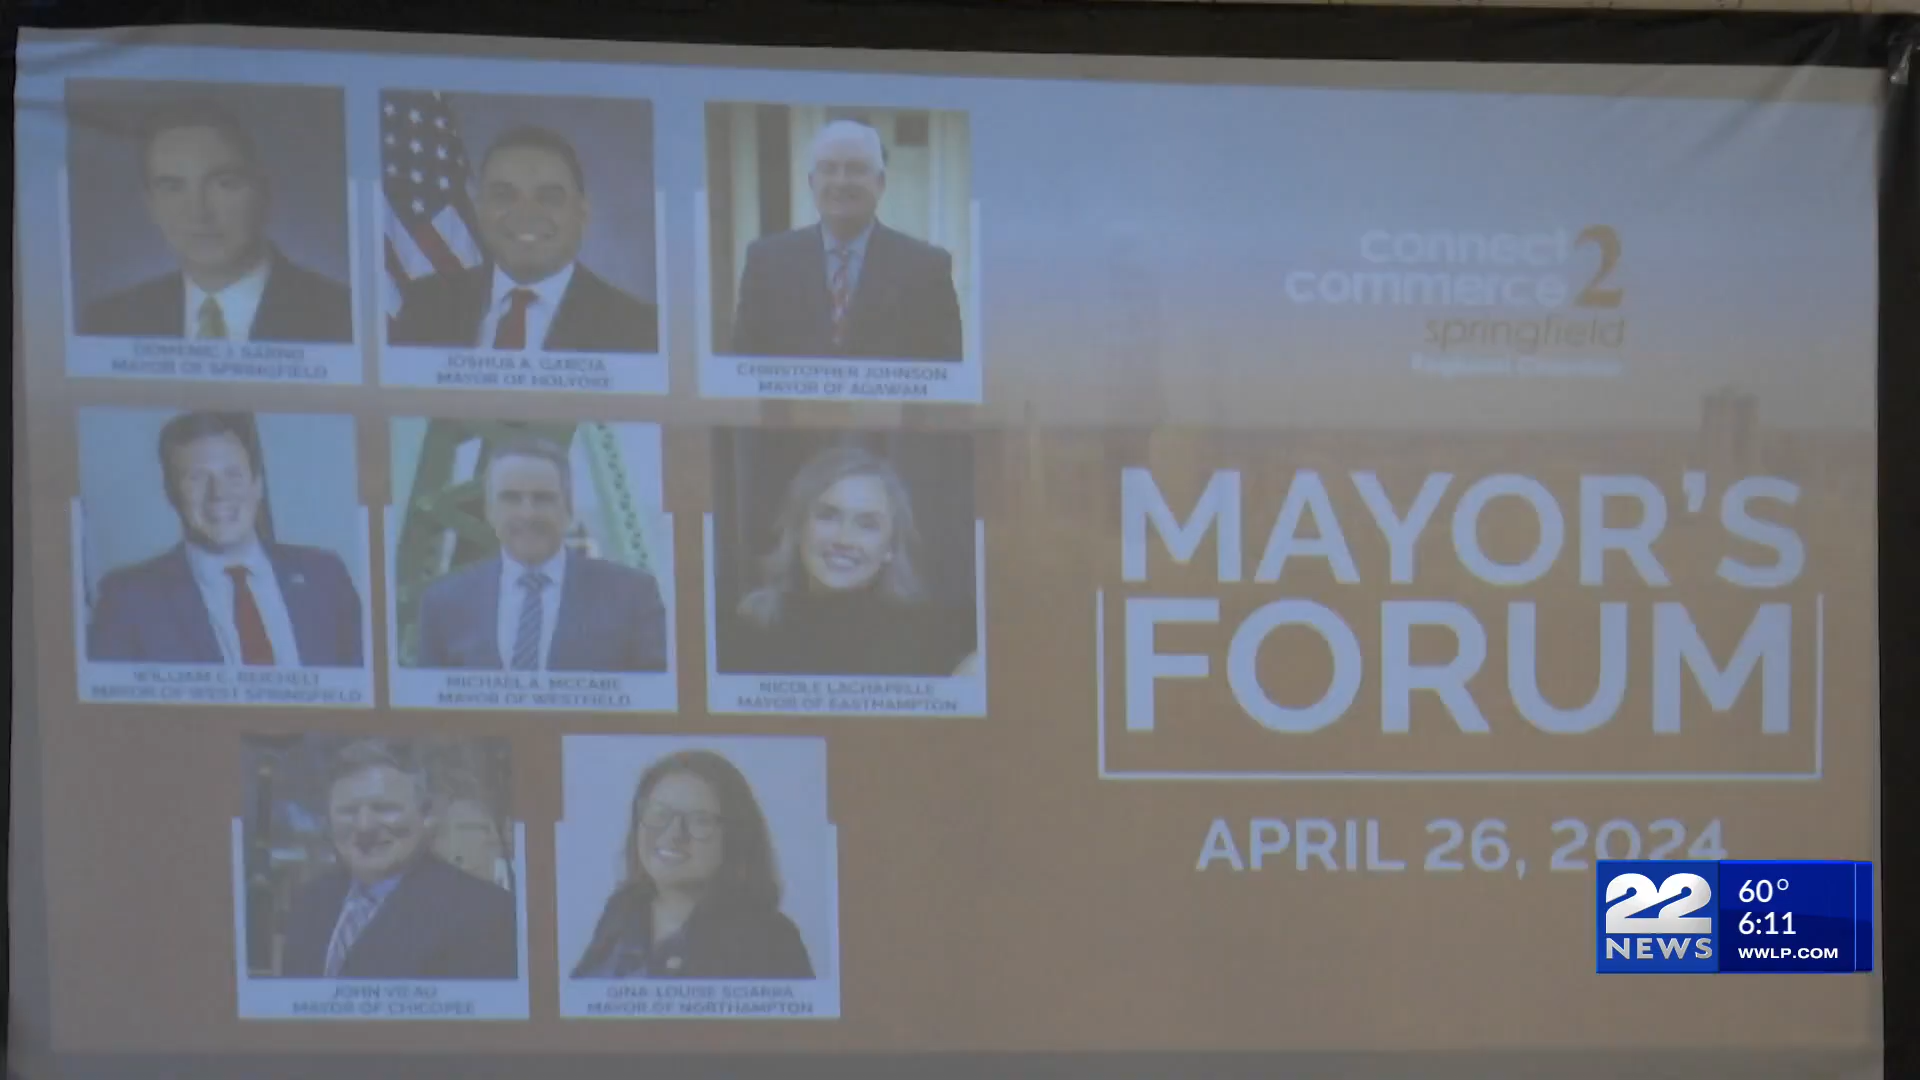 DOMENIC J. SARNO
MAYOR OF SPRINGFIELD
JOSHUA A. GARCIA
MAYOR OF HOLYOKE
CHRISTOPHER JOHNSON
MAYOR OF AGAWAM
WILLIAM C. REICHELT
MAYOR OF WEST SPRINGFIELD
MICHAEL A. MCCABE
MAYOR OF WESTFIELD
NICOLE LACHAPELLE
MAYOR OF EASTHAMPTON
JOHN VIEAU
MAYOR OF CHICOPEE
GINA-LOUISE SCIARRA
MAYOR OF NORTHAMPTON
connect2
commerce
springfield
Regional
MAYOR'S
FORUM
APRIL 26, 2024
22
NEWS
60°
6:11
WWLP.COM